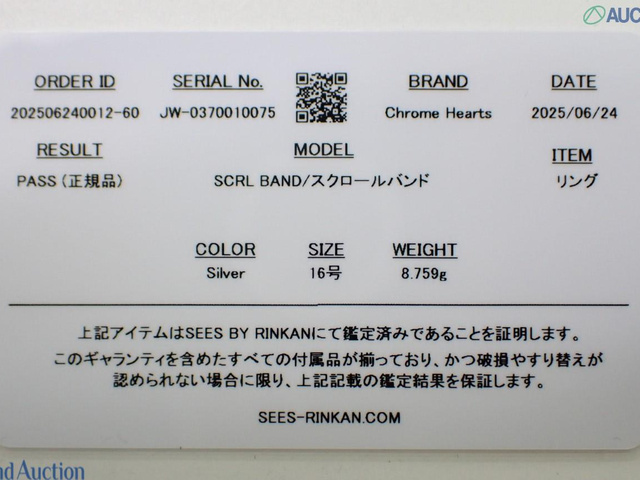 AUC
ORDER ID SERIAL No. BRAND DATE
202506240012-60 JW-0370010075 Chrome Hearts 2025/06/24
RESULT MODEL ITEM
PASS（正規品） SCRL BAND/スクロールバンド リング
COLOR SIZE WEIGHT
Silver 16号 8.759g
上記アイテムはSEES BY RINKANにて鑑定済みであることを証明します。
このギャランティを含めたすべての付属品が揃っており、かつ破損やすり替えが
認められない場合に限り、上記記載の鑑定結果を保証します。
SEES-RINKAN.COM
nd Auction